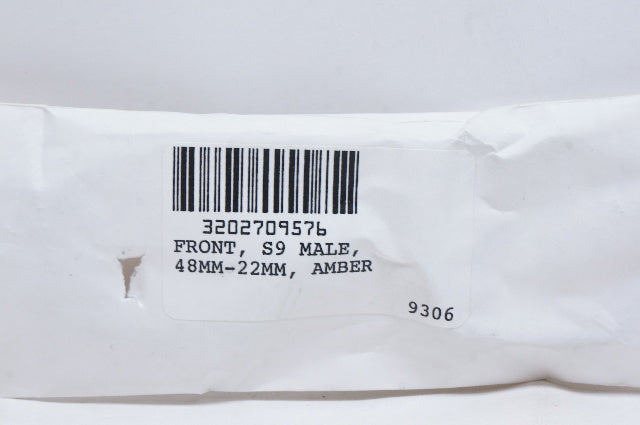 3202709576
FRONT, S9 MALE,
48MM-22MM, AMBER
9306